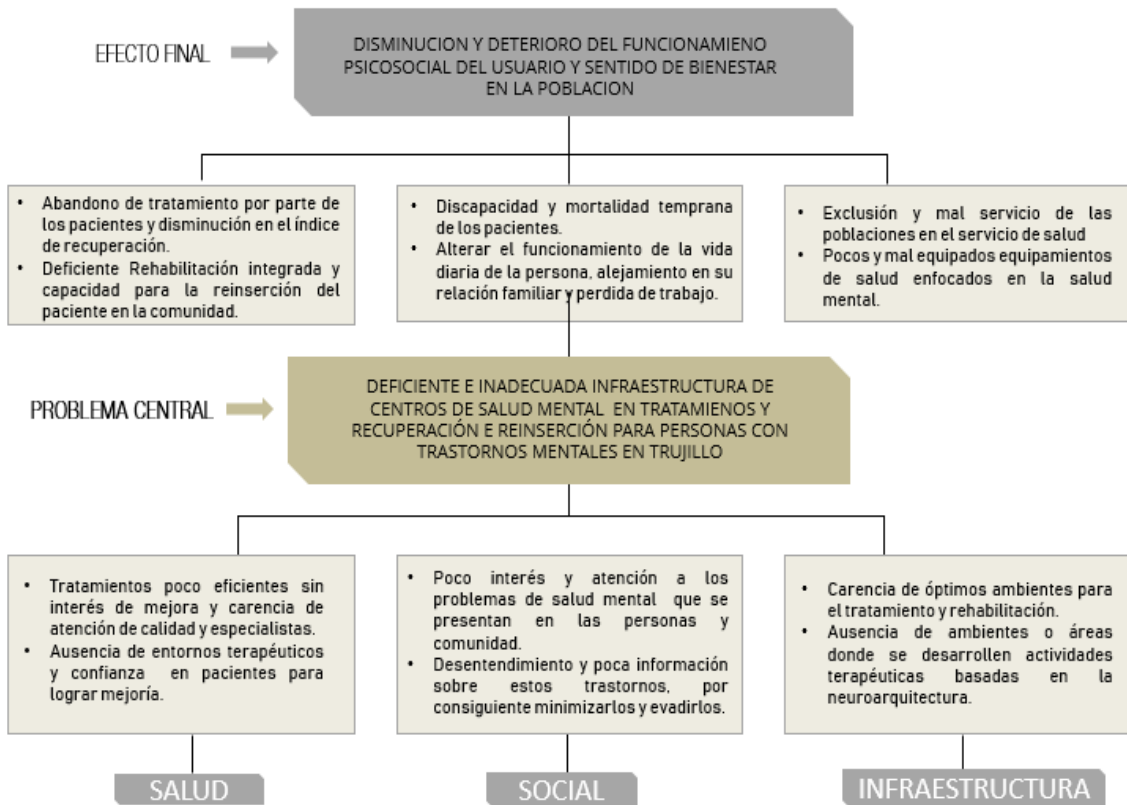 EFECTO FINAL
DISMINUCION Y DETERIORO DEL FUNCIONAMIENO
PSICOSOCIAL DEL USUARIO Y SENTIDO DE BIENESTAR
EN LA POBLACION
• Abandono de tratamiento por parte de
los pacientes y disminución en el índice
de recuperación.
• Deficiente Rehabilitación integrada y
capacidad para la reinserción del
paciente en la comunidad.
• Discapacidad y mortalidad temprana
de los pacientes.
• Alterar el funcionamiento de la vida
diaria de la persona, alejamiento en su
relación familiar y perdida de trabajo.
• Exclusión y mal servicio de las
poblaciones en el servicio de salud
• Pocos y mal equipados equipamientos
de salud enfocados en la salud
mental.
PROBLEMA CENTRAL
DEFICIENTE E INADECUADA INFRAESTRUCTURA DE
CENTROS DE SALUD MENTAL EN TRATAMIENOS Y
RECUPERACIÓN E REINSERCIÓN PARA PERSONAS CON
TRASTORNOS MENTALES EN TRUJILLO
• Tratamientos poco eficientes sin
interés de mejora y carencia de
atención de calidad y especialistas.
• Ausencia de entornos terapéuticos
y confianza en pacientes para
lograr mejoría.
• Poco interés y atención a los
problemas de salud mental que se
presentan en las personas y
comunidad.
• Desentendimiento y poca información
sobre estos trastornos, por
consiguiente minimizarlos y evadirlos.
• Carencia de óptimos ambientes para
el tratamiento y rehabilitación.
• Ausencia de ambientes o áreas
donde se desarrollen actividades
terapéuticas basadas en la
neuroarquitectura.
SALUD
SOCIAL
INFRAESTRUCTURA